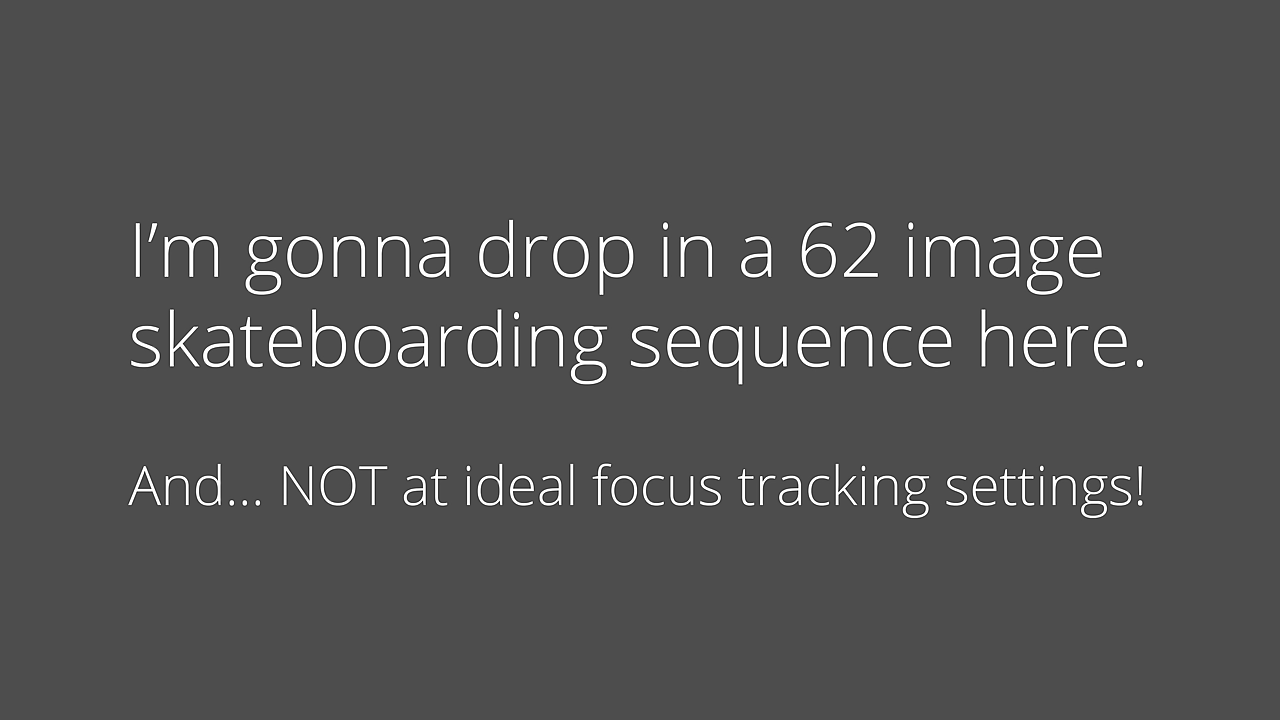 I’m gonna drop in a 62 image
skateboarding sequence here.
And... NOT at ideal focus tracking settings!